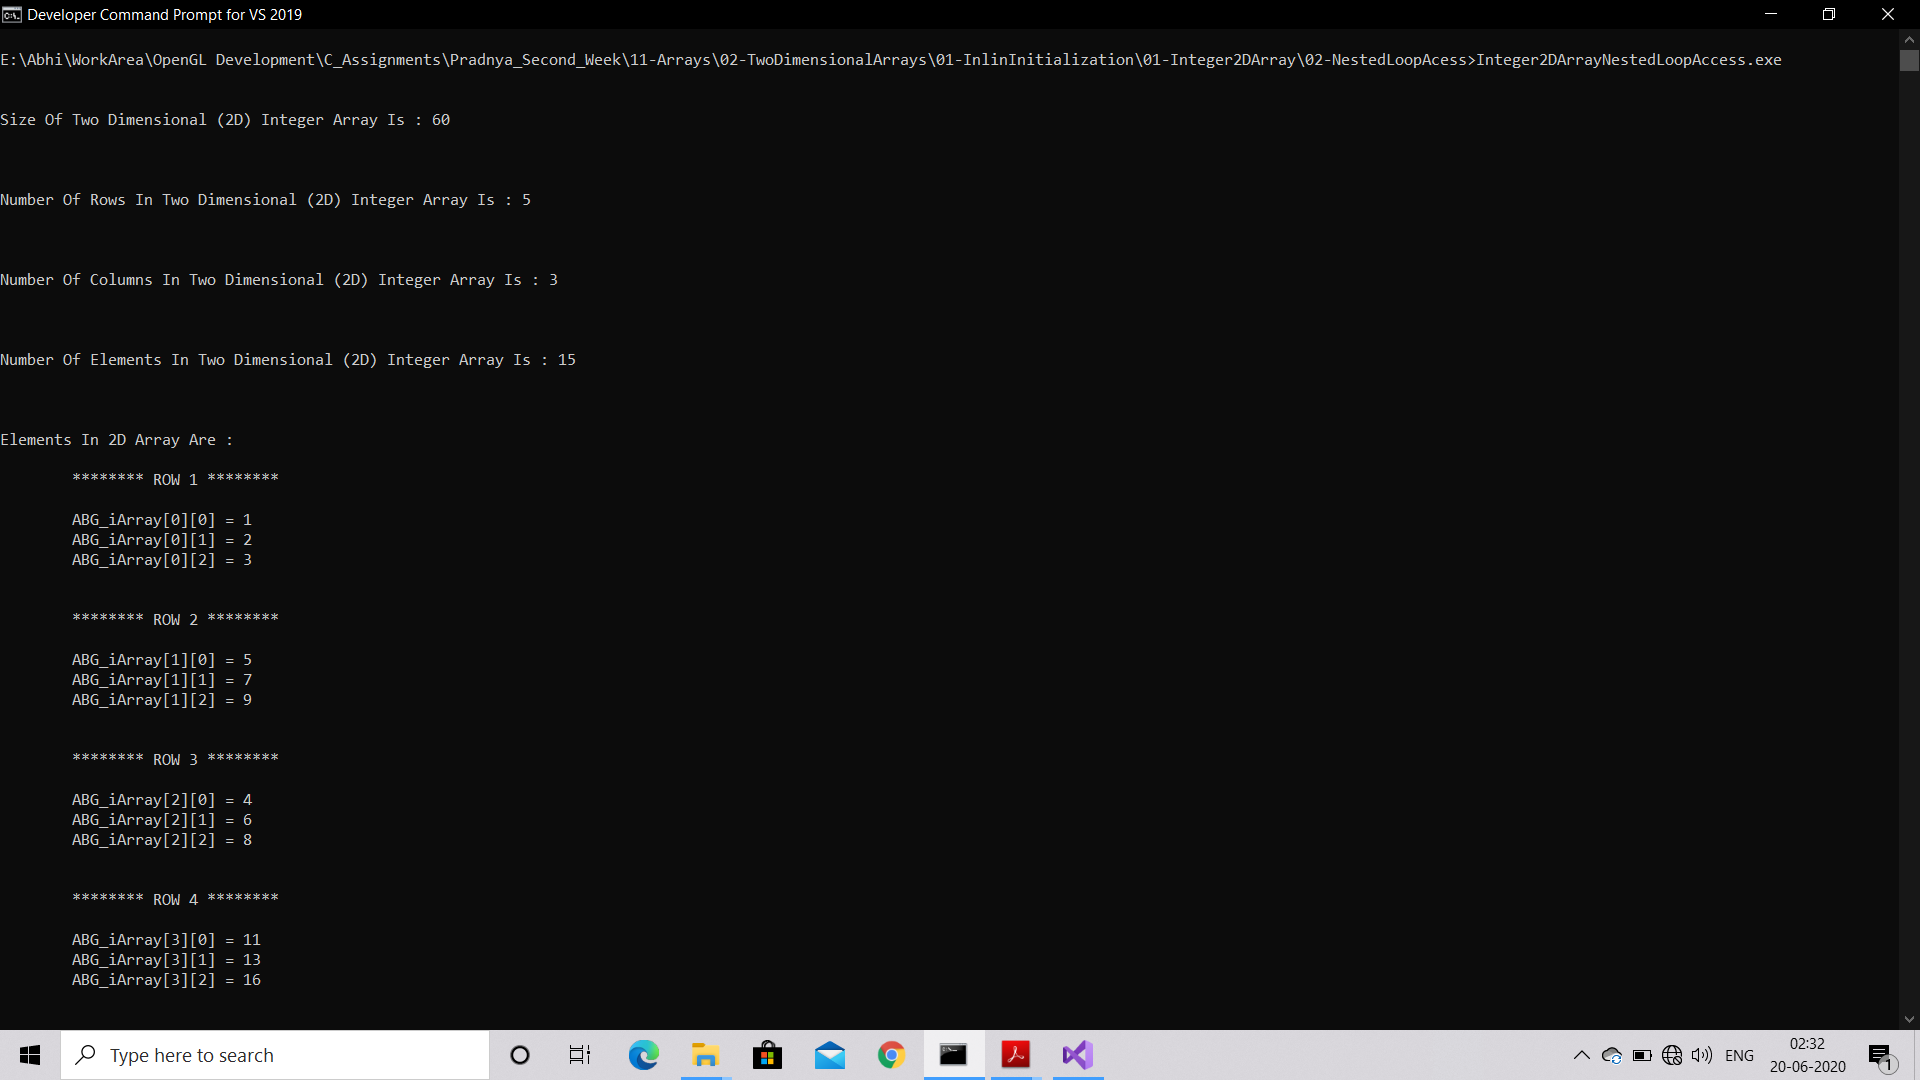 Developer Command Prompt for VS 2019
E:\Abhi\WorkArea\OpenGL Development\C_Assignments\Pradnya_Second_Week\11-Arrays\02-TwoDimensionalArrays\01-InlinInitialization\01-Integer2DArray\02-NestedLoopAcess>Integer2DArrayNestedLoopAccess.exe
Size Of Two Dimensional (2D) Integer Array Is : 60
Number Of Rows In Two Dimensional (2D) Integer Array Is : 5
Number Of Columns In Two Dimensional (2D) Integer Array Is : 3
Number Of Elements In Two Dimensional (2D) Integer Array Is : 15
Elements In 2D Array Are :
******** ROW 1 ********
ABG_iArray[0][0] = 1
ABG_iArray[0][1] = 2
ABG_iArray[0][2] = 3
******** ROW 2 ********
ABG_iArray[1][0] = 5
ABG_iArray[1][1] = 7
ABG_iArray[1][2] = 9
******** ROW 3 ********
ABG_iArray[2][0] = 4
ABG_iArray[2][1] = 6
ABG_iArray[2][2] = 8
******** ROW 4 ********
ABG_iArray[3][0] = 11
ABG_iArray[3][1] = 13
ABG_iArray[3][2] = 16
Type here to search
ENG
02:32
20-06-2020
1